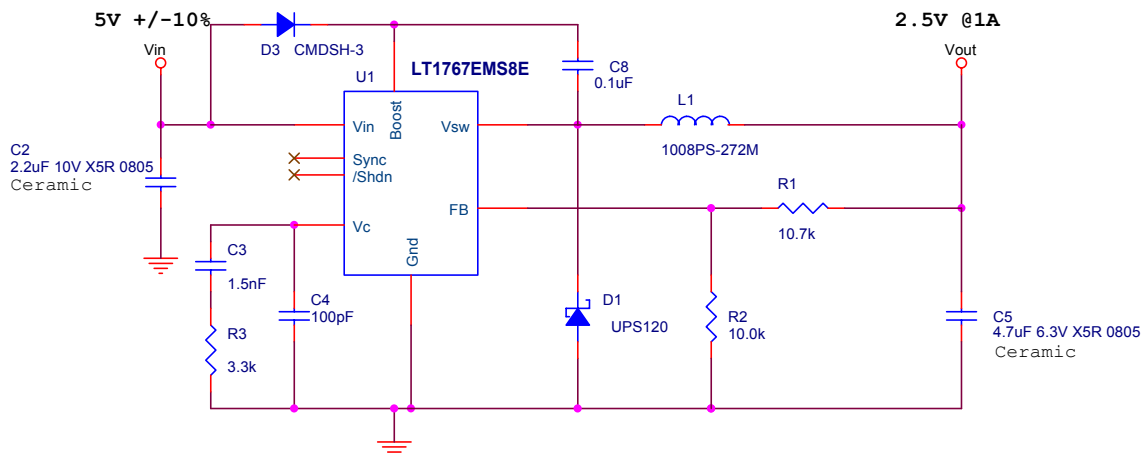 5V +/-10%
2.5V @1A
Vin
Vout
D3 CMDSH-3
LT1767EMS8E
U1
C8
0.1uF
L1
1008PS-272M
Boost
Vin
Vsw
Sync
/Shdn
FB
Vc
Gnd
C2
2.2uF 10V X5R 0805
Ceramic
R1
10.7k
C3
1.5nF
C4
100pF
R3
3.3k
D1
UPS120
R2
10.0k
C5
4.7uF 6.3V X5R 0805
Ceramic